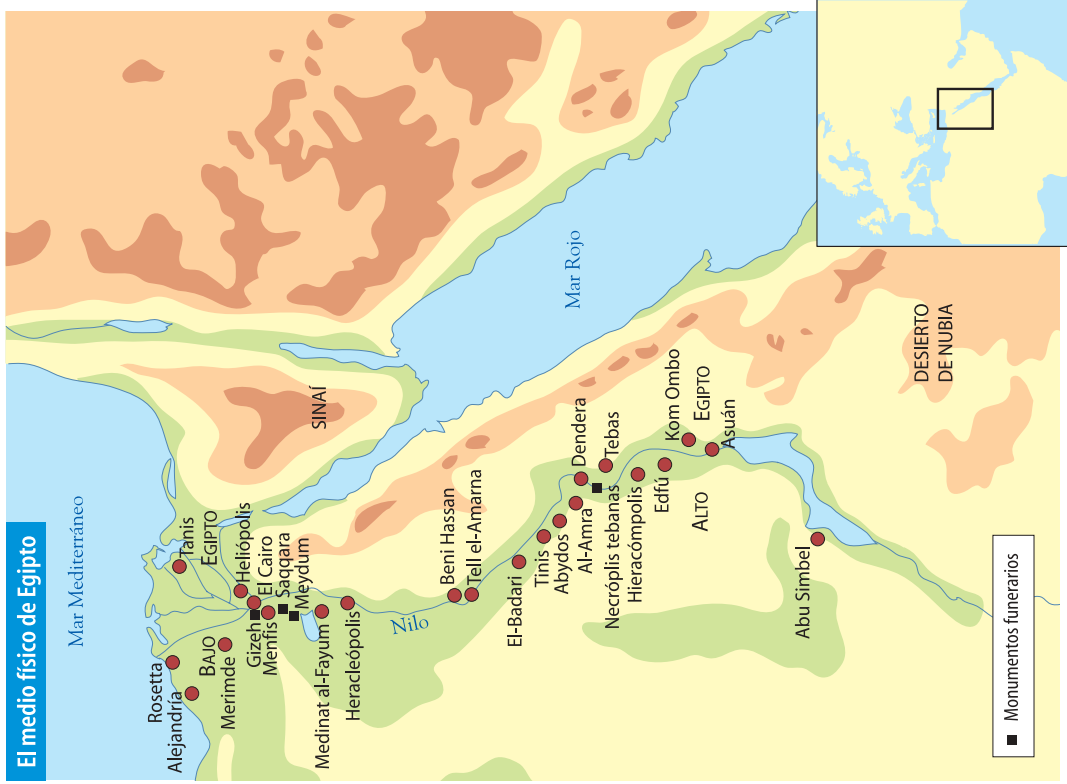 El medio físico de Egipto
Mar Mediterráneo
Rosetta
Alejandría
Tanis
BAJO EGIPTO
Merimde
Heliópolis
El Cairo
Gizeh
Saqqara
Menfis
Meydum
Medinat al-Fayum
Heracleópolis
SINAÍ
Nilo
Beni Hassan
Tell el-Amarna
El-Badari
Tinis
Abydos
Al-Amra
Dendera
Necróplis tebanas
Tebas
Hieracómpolis
Edfú
Kom Ombo
ALTO EGIPTO
Asuán
Abu Simbel
Mar Rojo
DESIERTO
DE NUBIA
Monumentos funerarios